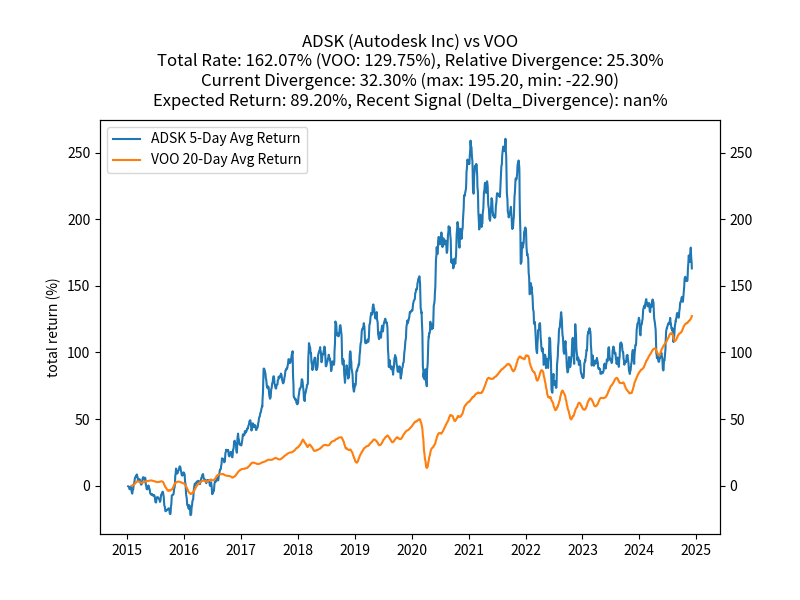 ADSK (Autodesk Inc) vs VOO
Total Rate: 162.07% (VOO: 129.75%), Relative Divergence: 25.30%
Current Divergence: 32.30% (max: 195.20, min: -22.90)
Expected Return: 89.20%, Recent Signal (Delta_Divergence): nan%
ADSK 5-Day Avg Return
VOO 20-Day Avg Return
total return (%)
250 250
200 200
150 150
100 100
50 50
0 0
2015 2016 2017 2018 2019 2020 2021 2022 2023 2024 2025